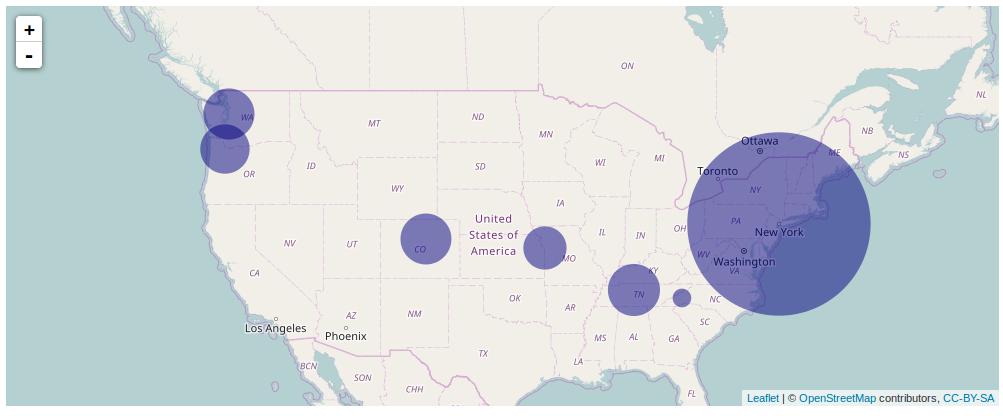 +
-
ON
NL
NB
NS
ME
Ottawa
Toronto
NY
WA
OR
ID
MT
ND
SD
MN
WI
MI
WY
IA
NV
UT
CO
United
States of
America
IL
IN
OH
PA
New York
Washington
WV
VA
MO
KY
CA
AZ
NM
OK
AR
TN
NC
SC
Los Angeles
Phoenix
MS
AL
GA
TX
LA
FL
BCN
SON
CHH
Leaflet | © OpenStreetMap contributors, CC-BY-SA